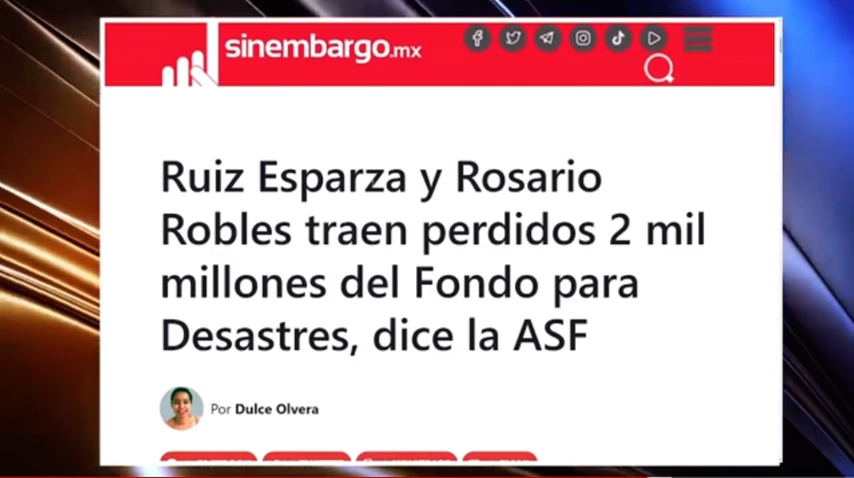 sinembargo.mx
Ruiz Esparza y Rosario
Robles traen perdidos 2 mil
millones del Fondo para
Desastres, dice la ASF
Por Dulce Olvera